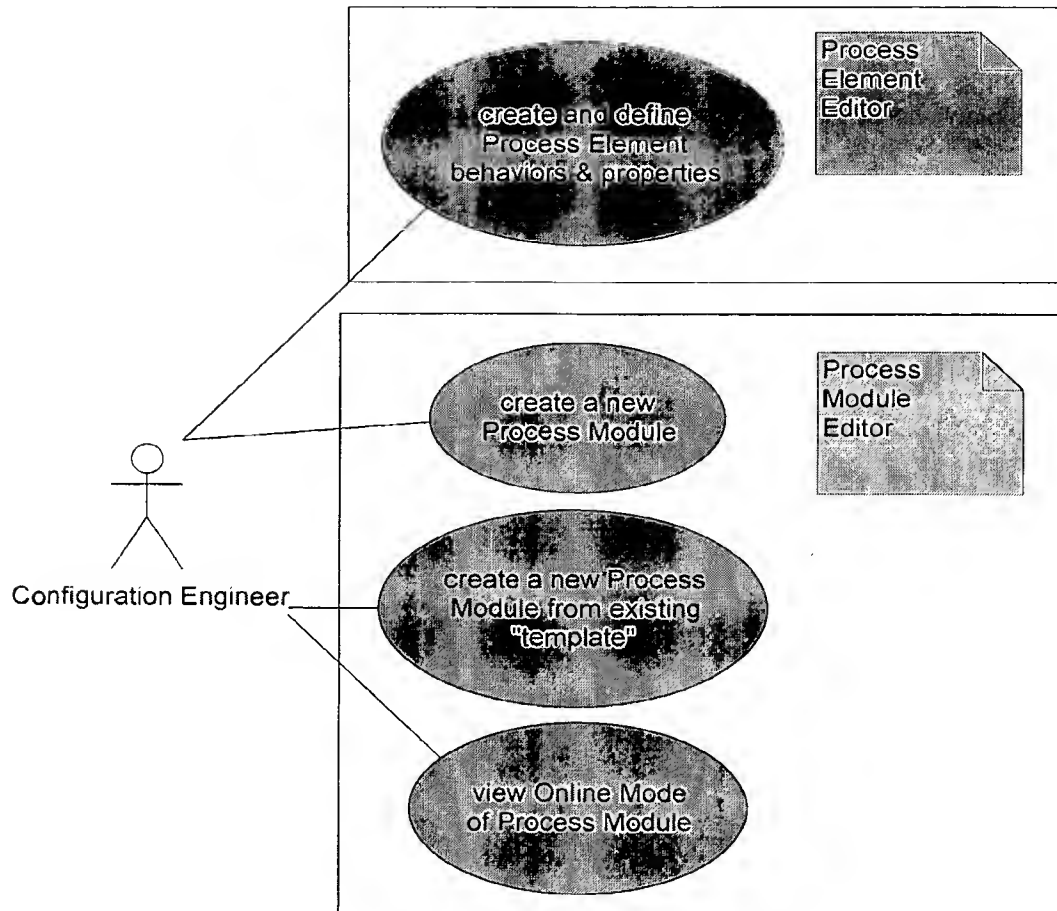 create and define
Process Element
behaviors & properties
Process
Element
Editor
create a new
Process Module
Process
Module
Editor
Configuration Engineer
create a new Process
Module from existing
"template"
view Online Mode
of Process Module